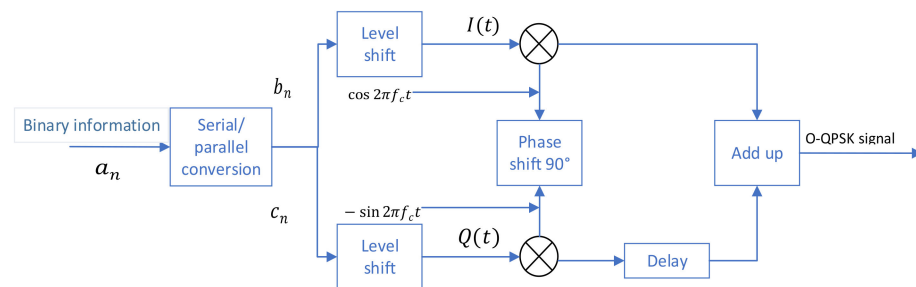 Level
shift
I(t)
b_n
cos 2πf_c t
Binary information
a_n
Serial/
parallel
conversion
Phase
shift 90°
Add up
O-QPSK signal
c_n
− sin 2πf_c t
Level
shift
Q(t)
Delay